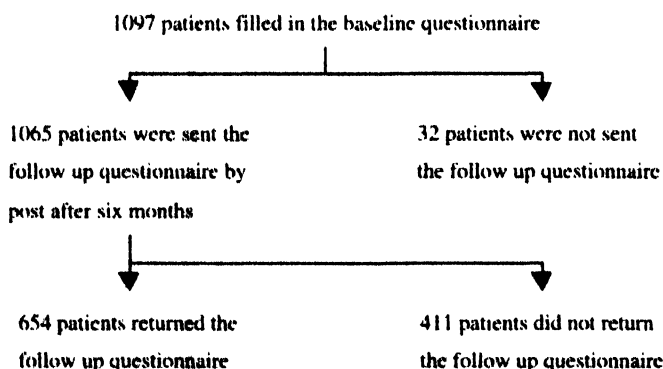 1097 patients filled in the baseline questionnaire
1065 patients were sent the
follow up questionnaire by
post after six months
32 patients were not sent
the follow up questionnaire
654 patients returned the
follow up questionnaire
411 patients did not return
the follow up questionnaire